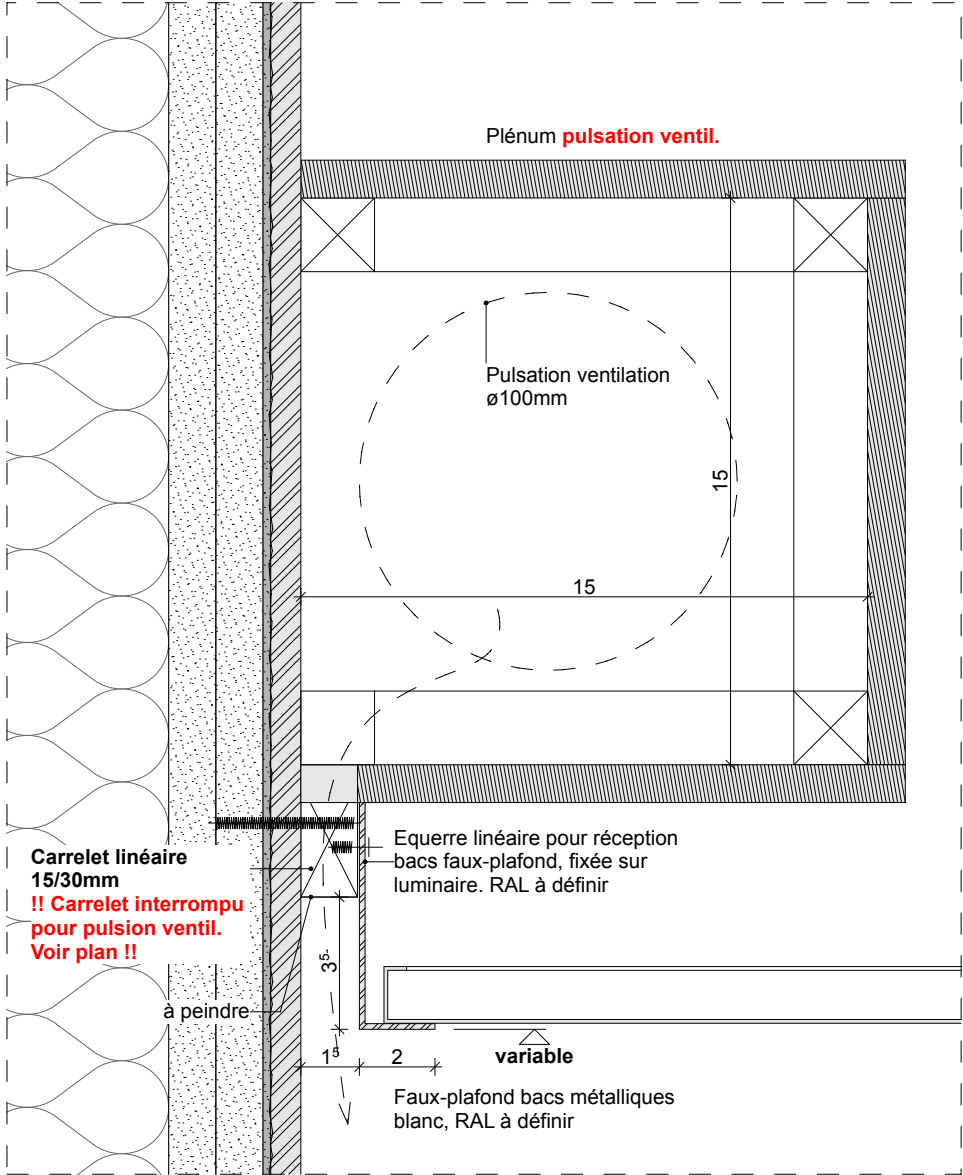 Plénum pulsation ventil.
Pulsation ventilation
ø100mm
15
15
Equerre linéaire pour réception
bacs faux-plafond, fixée sur
luminaire. RAL à définir
Carrelet linéaire
15/30mm
!! Carrelet interrompu
pour pulsion ventil.
Voir plan !!
3⁵
à peindre
1⁵
2
variable
Faux-plafond bacs métalliques
blanc, RAL à définir